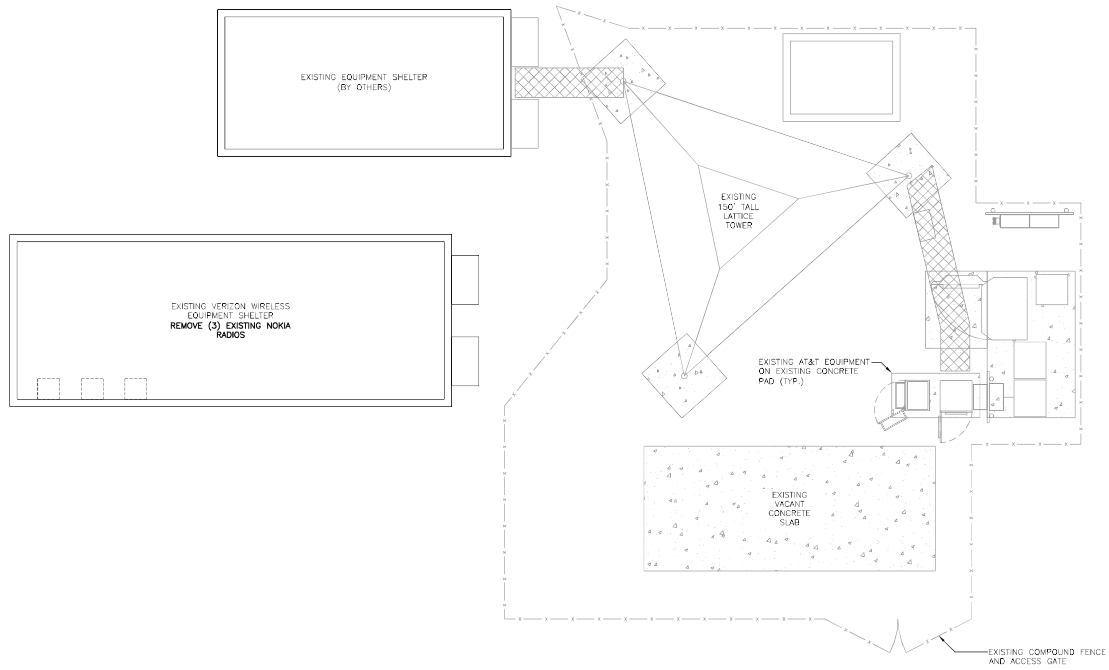 EXISTING EQUIPMENT SHELTER
(BY OTHERS)
EXISTING
150' TALL
LATTICE
TOWER
EXISTING VERIZON WIRELESS
EQUIPMENT SHELTER
REMOVE (3) EXISTING NOKIA
RADIOS
EXISTING AT&T EQUIPMENT
ON EXISTING CONCRETE
PAD (TYP.)
EXISTING
VACANT
CONCRETE
SLAB
EXISTING COMPOUND FENCE
AND ACCESS GATE